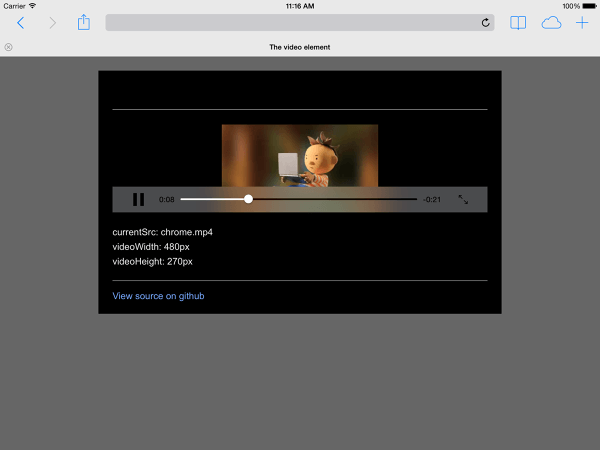 Carrier
11:16 AM
100%
The video element
0:08
-0:21
currentSrc: chrome.mp4
videoWidth: 480px
videoHeight: 270px
View source on github